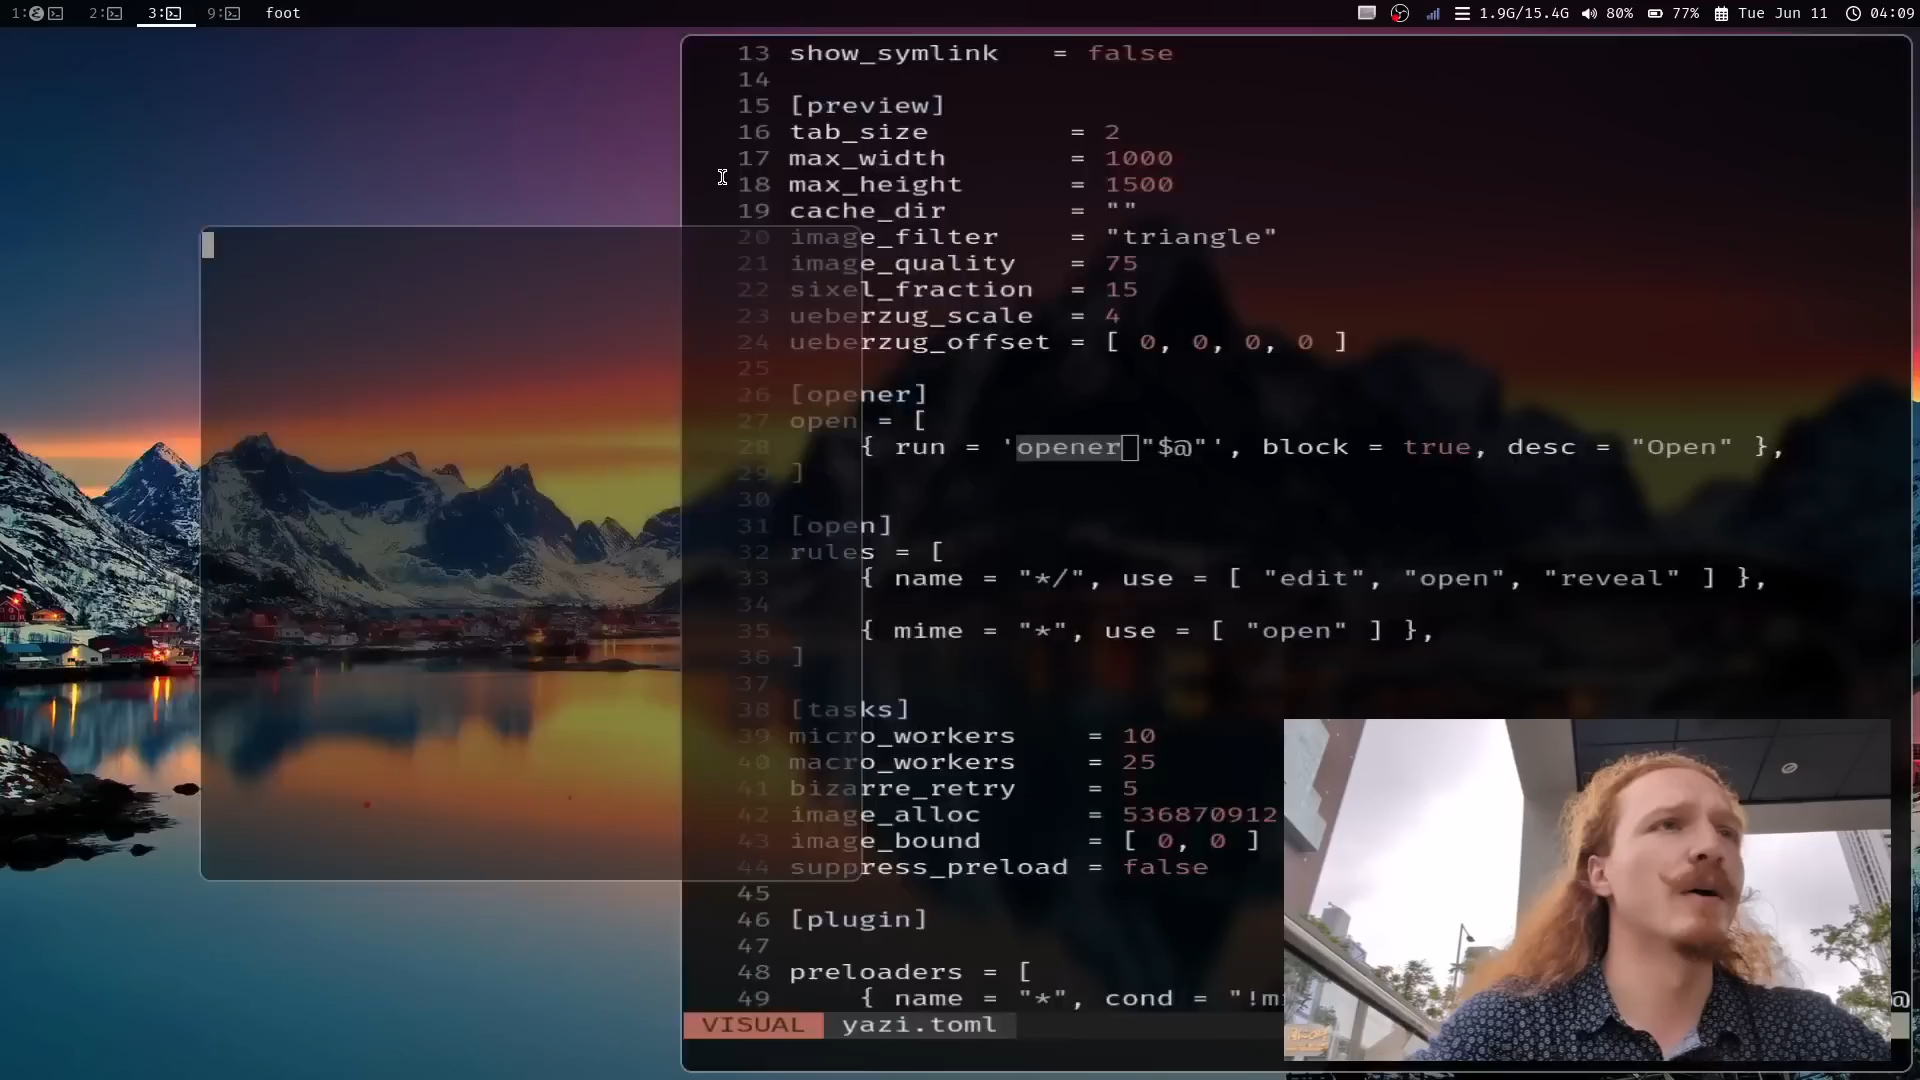 1: 2: 3: 9: foot 1.9G/15.4G 80% 77% Tue Jun 11 04:09
13 show_symlink = false
14
15 [preview]
16 tab_size = 2
17 max_width = 1000
18 max_height = 1500
19 cache_dir = ""
20 image_filter = "triangle"
21 image_quality = 75
22 sixel_fraction = 15
23 ueberzug_scale = 4
24 ueberzug_offset = [ 0, 0, 0, 0 ]
25
26 [opener]
27 open = [
28 { run = 'opener "$@"', block = true, desc = "Open" },
29 ]
30
31 [open]
32 rules = [
33 { name = "*/", use = [ "edit", "open", "reveal" ] },
34
35 { mime = "*", use = [ "open" ] },
36 ]
37
38 [tasks]
39 micro_workers = 10
40 macro_workers = 25
41 bizarre_retry = 5
42 image_alloc = 536870912
43 image_bound = [ 0, 0 ]
44 suppress_preload = false
45
46 [plugin]
47
48 preloaders = [
49 { name = "*", cond = "!m
@
VISUAL yazi.toml